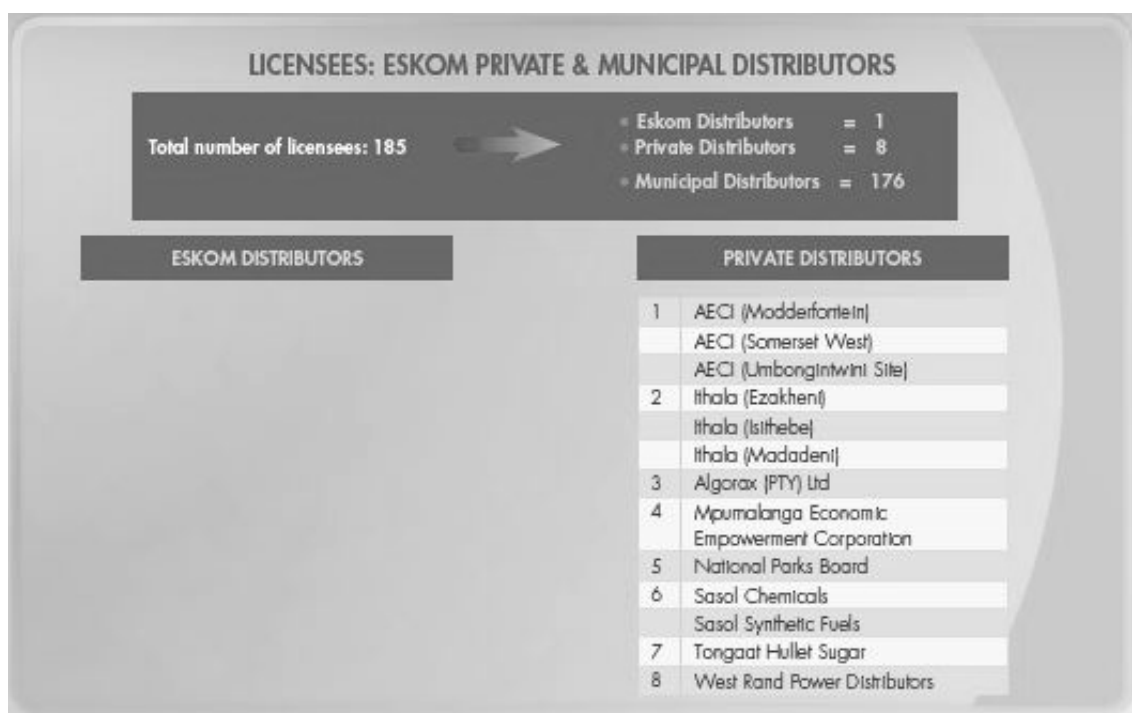 LICENSEES: ESKOM PRIVATE & MUNICIPAL DISTRIBUTORS
Total number of licensees: 185
• Eskom Distributors = 1
• Private Distributors = 8
• Municipal Distributors = 176
ESKOM DISTRIBUTORS
PRIVATE DISTRIBUTORS
1 AECI (Modderfontein)
AECI (Somerset West)
AECI (Umbongintwini Site)
2 Ithala (Ezakheni)
Ithala (Isithebe)
Ithala (Madadeni)
3 Algorax (PTY) Ltd
4 Mpumalanga Economic
Empowerment Corporation
5 National Parks Board
6 Sasol Chemicals
Sasol Synthetic Fuels
7 Tongaat Hullet Sugar
8 West Rand Power Distributors